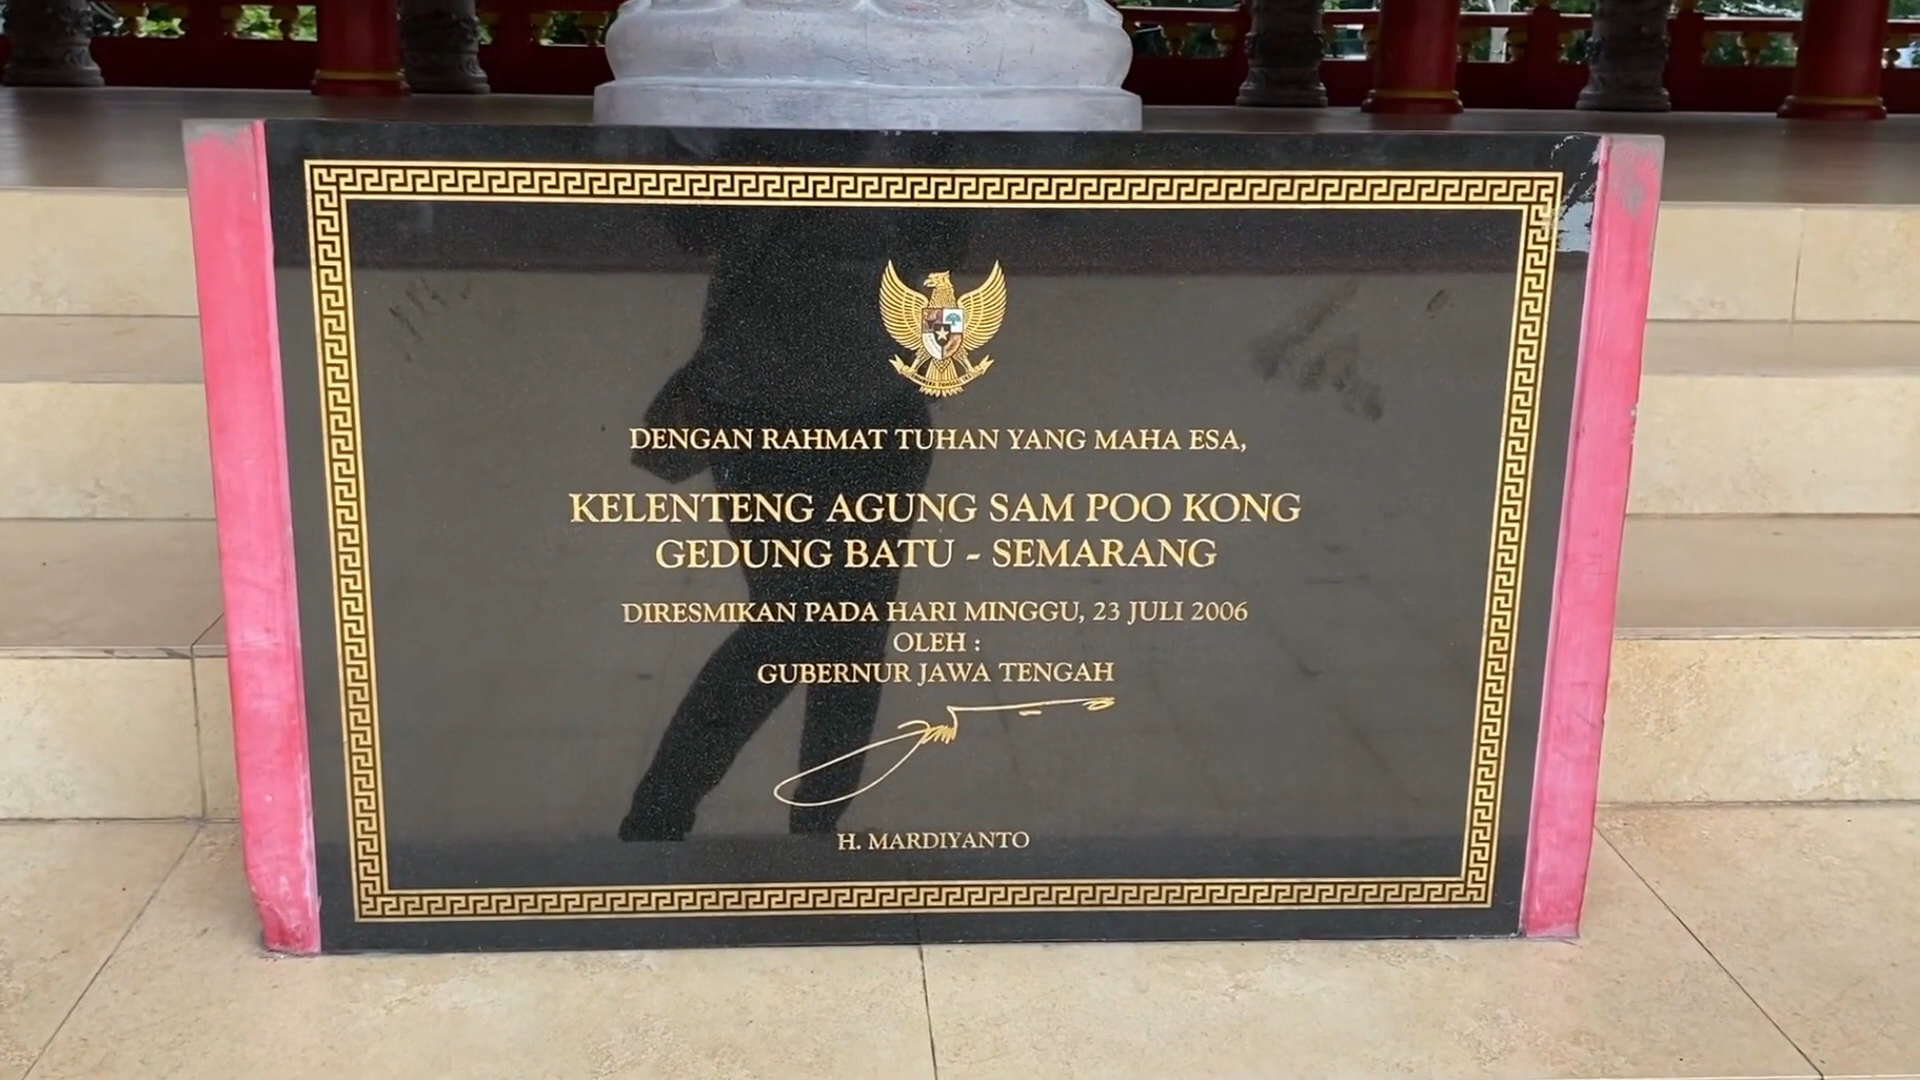 DENGAN RAHMAT TUHAN YANG MAHA ESA,
KELENTENG AGUNG SAM POO KONG
GEDUNG BATU - SEMARANG
DIRESMIKAN PADA HARI MINGGU, 23 JULI 2006
OLEH :
GUBERNUR JAWA TENGAH
H. MARDIYANTO